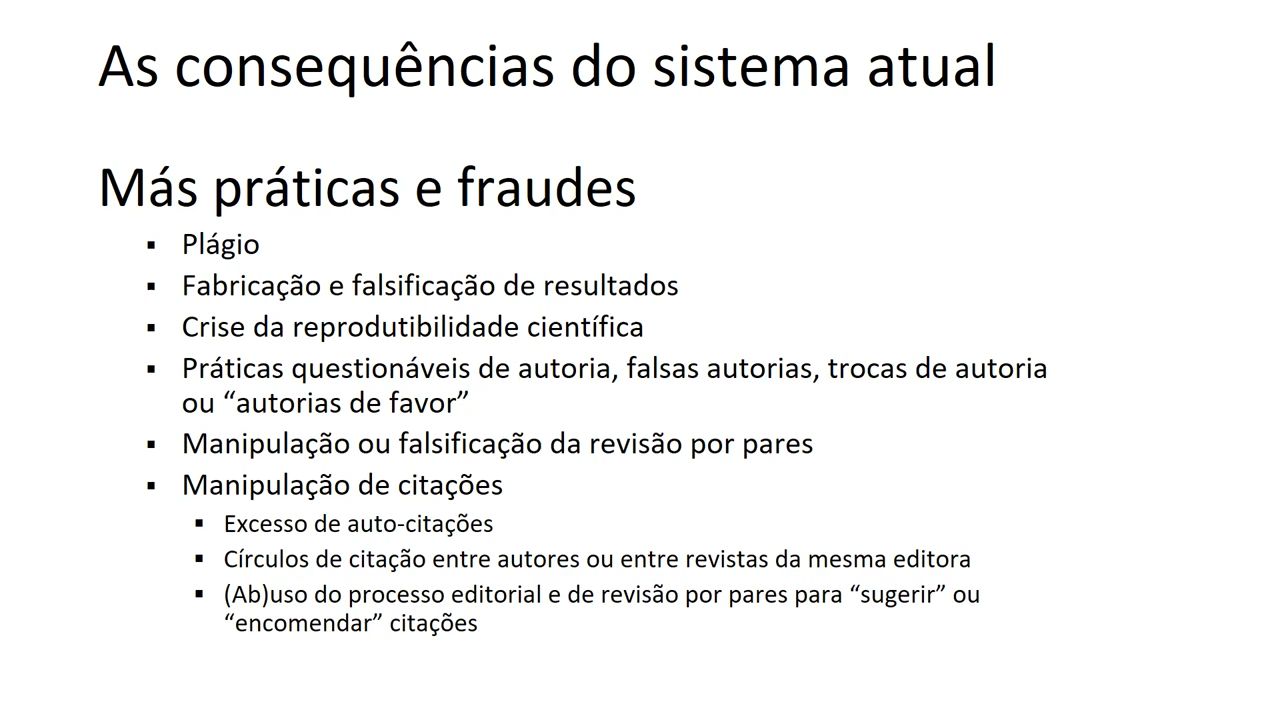 As consequências do sistema atual
Más práticas e fraudes
▪ Plágio
▪ Fabricação e falsificação de resultados
▪ Crise da reprodutibilidade científica
▪ Práticas questionáveis de autoria, falsas autorias, trocas de autoria
ou “autorias de favor”
▪ Manipulação ou falsificação da revisão por pares
▪ Manipulação de citações
▪ Excesso de auto-citações
▪ Círculos de citação entre autores ou entre revistas da mesma editora
▪ (Ab)uso do processo editorial e de revisão por pares para “sugerir” ou
“encomendar” citações